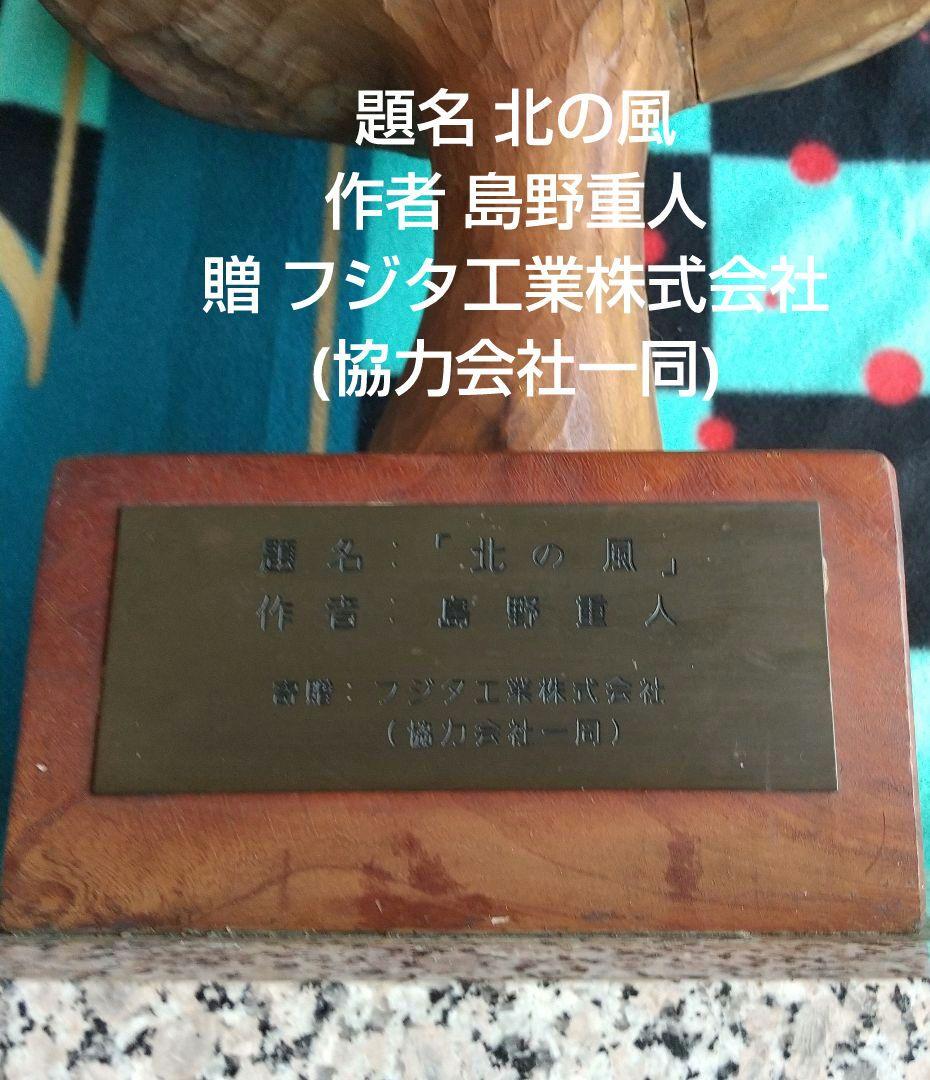 題名 北の風
作者 島野重人
贈 フジタ工業株式会社
(協力会社一同)
題名：「北の風」
作者：島野重人
寄贈：フジタ工業株式会社
（協力会社一同）